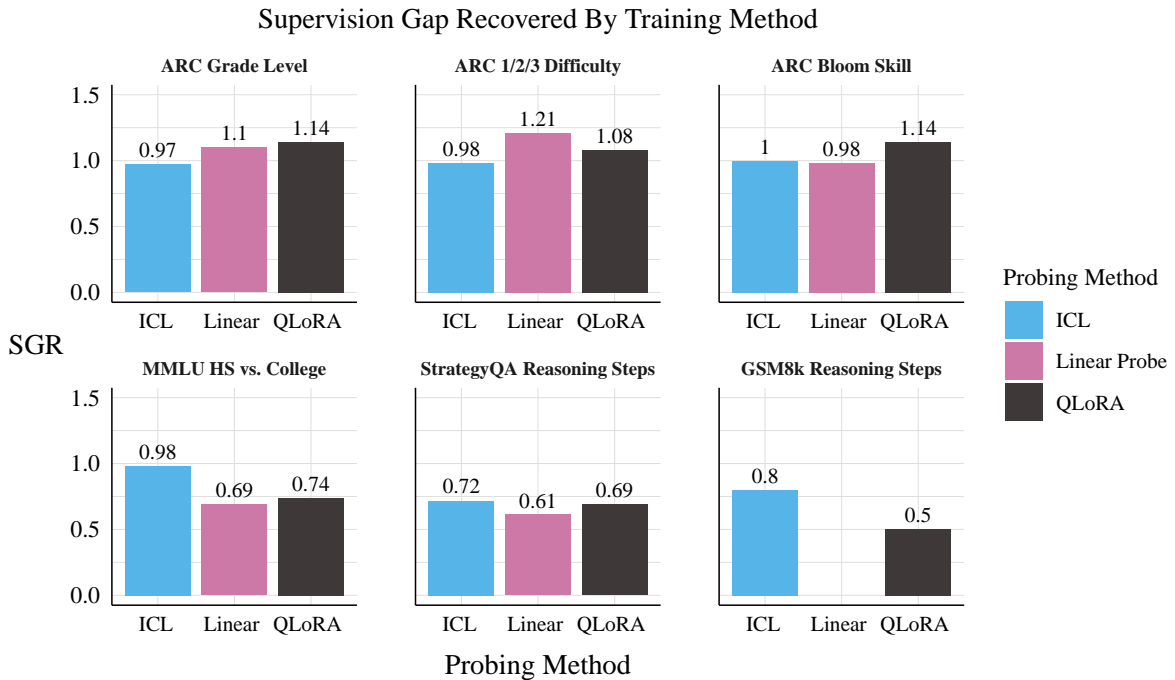 Supervision Gap Recovered By Training Method
ARC Grade Level
ARC 1/2/3 Difficulty
ARC Bloom Skill
1.5
1.0
0.5
0.0
0.97
1.1
1.14
0.98
1.21
1.08
1
0.98
1.14
ICL Linear QLoRA
ICL Linear QLoRA
ICL Linear QLoRA
SGR
MMLU HS vs. College
StrategyQA Reasoning Steps
GSM8k Reasoning Steps
1.5
1.0
0.5
0.0
0.98
0.69
0.74
0.72
0.61
0.69
0.8
0.5
ICL Linear QLoRA
ICL Linear QLoRA
ICL Linear QLoRA
Probing Method
Probing Method
ICL
Linear Probe
QLoRA